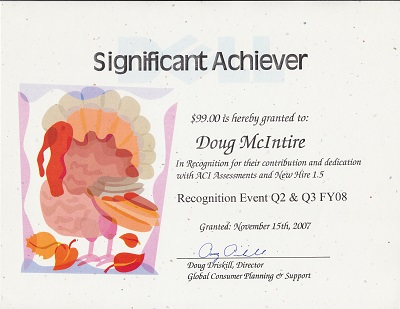 DELL
Significant Achiever
$99.00 is hereby granted to:
Doug McIntire
In Recognition for their contribution and dedication
with ACI Assessments and New Hire 1.5
Recognition Event Q2 & Q3 FY08
Granted: November 15th, 2007
Doug Driskill, Director
Global Consumer Planning & Support